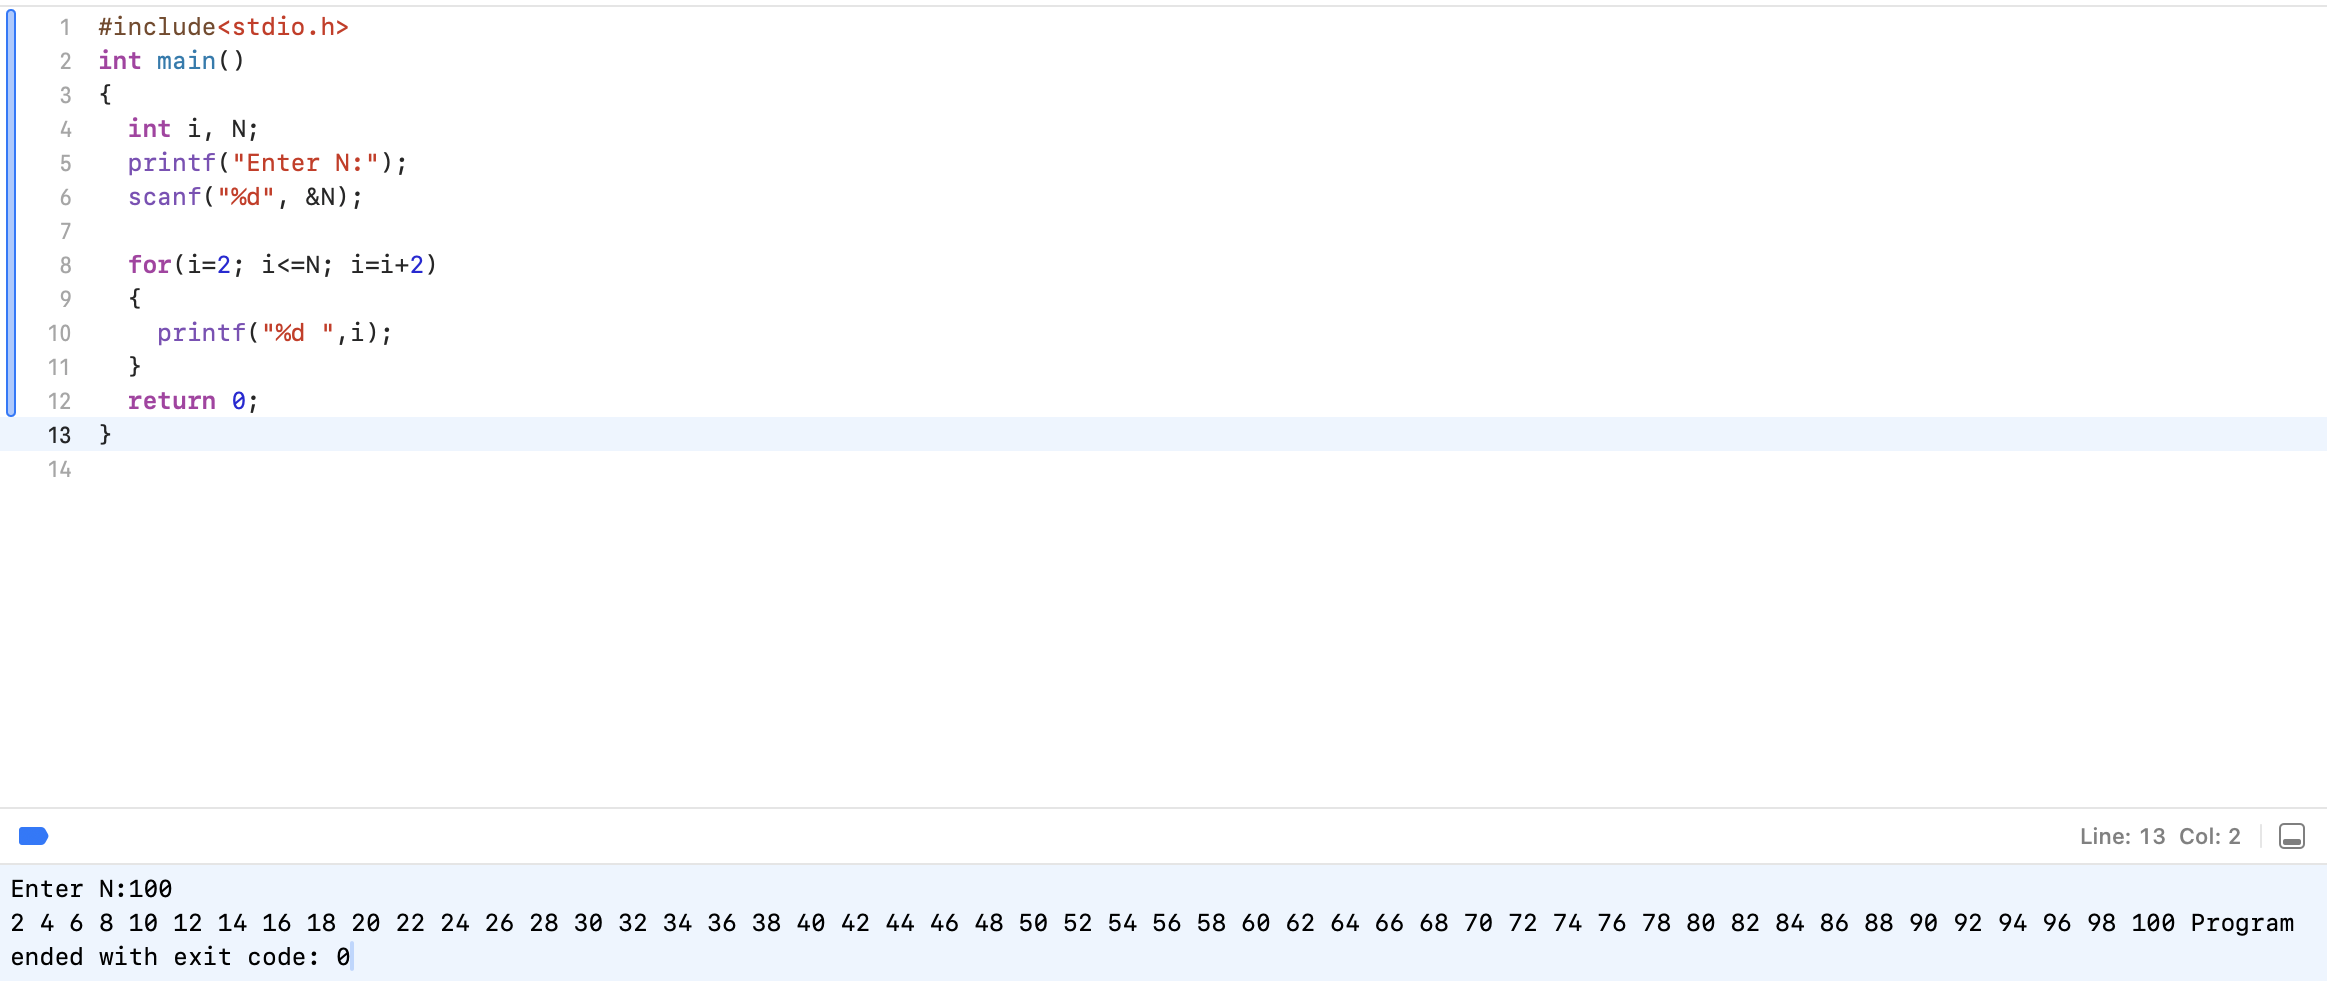 1 #include<stdio.h>
2 int main()
3 {
4   int i, N;
5   printf("Enter N:");
6   scanf("%d", &N);
7
8   for(i=2; i<=N; i=i+2)
9   {
10     printf("%d ",i);
11   }
12   return 0;
13 }
14
Line: 13 Col: 2
Enter N:100
2 4 6 8 10 12 14 16 18 20 22 24 26 28 30 32 34 36 38 40 42 44 46 48 50 52 54 56 58 60 62 64 66 68 70 72 74 76 78 80 82 84 86 88 90 92 94 96 98 100 Program
ended with exit code: 0